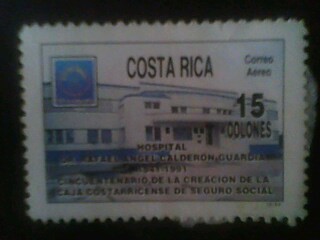 COSTA RICA
Correo
Aéreo
15
COLONES
HOSPITAL
DR. RAFAEL ANGEL CALDERON GUARDIA
1941-1991
CINCUENTENARIO DE LA CREACION DE LA
CAJA COSTARRICENSE DE SEGURO SOCIAL